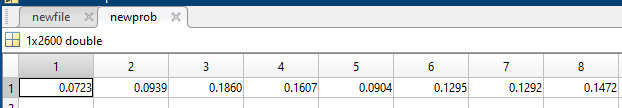 newfile × newprob ×
1x2600 double
1 2 3 4 5 6 7 8
1 0.0723 0.0939 0.1860 0.1607 0.0904 0.1295 0.1292 0.1472